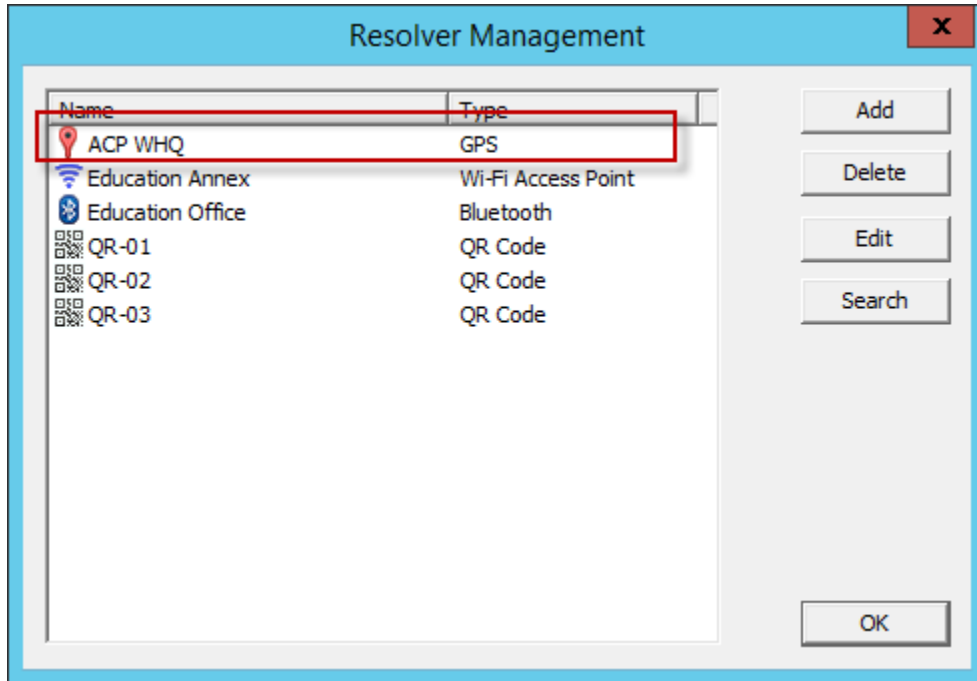 Resolver Management
x
Name Type
ACP WHQ GPS
Education Annex Wi-Fi Access Point
Education Office Bluetooth
QR-01 QR Code
QR-02 QR Code
QR-03 QR Code
Add
Delete
Edit
Search
OK